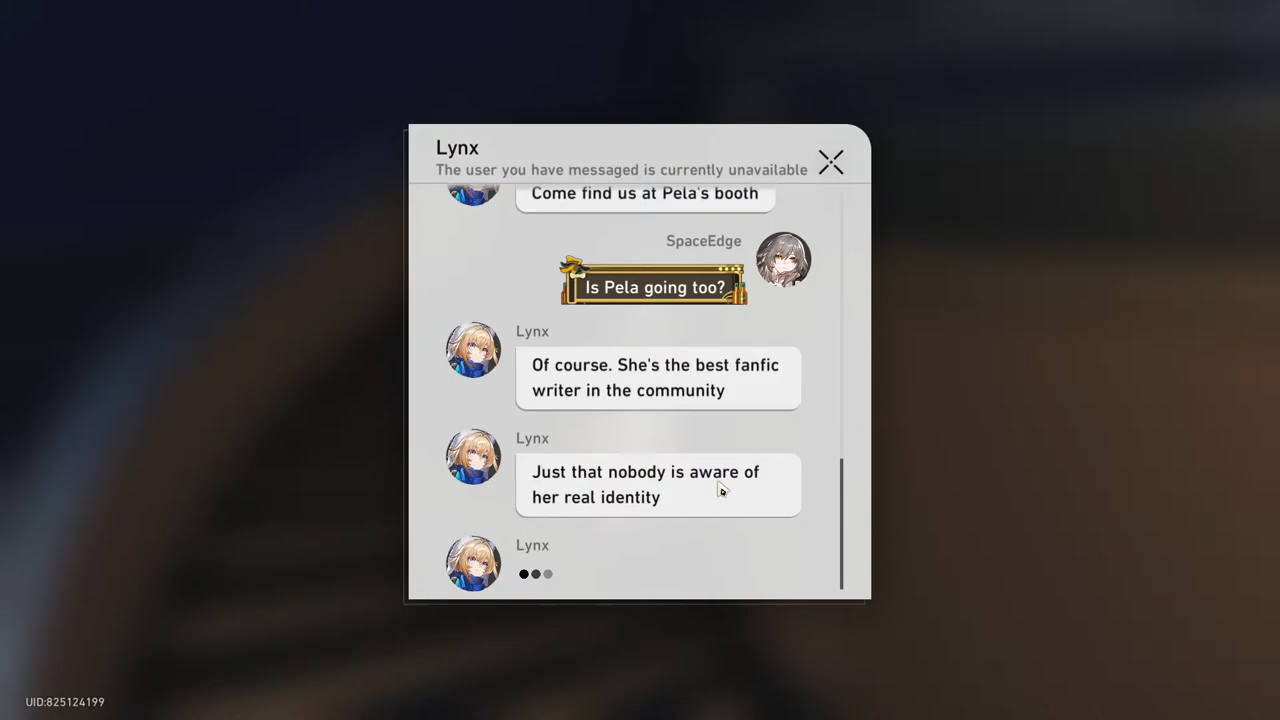 Lynx
The user you have messaged is currently unavailable
Come find us at Pela's booth
SpaceEdge
Is Pela going too?
Lynx
Of course. She's the best fanfic
writer in the community
Lynx
Just that nobody is aware of
her real identity
Lynx
UID:825124199